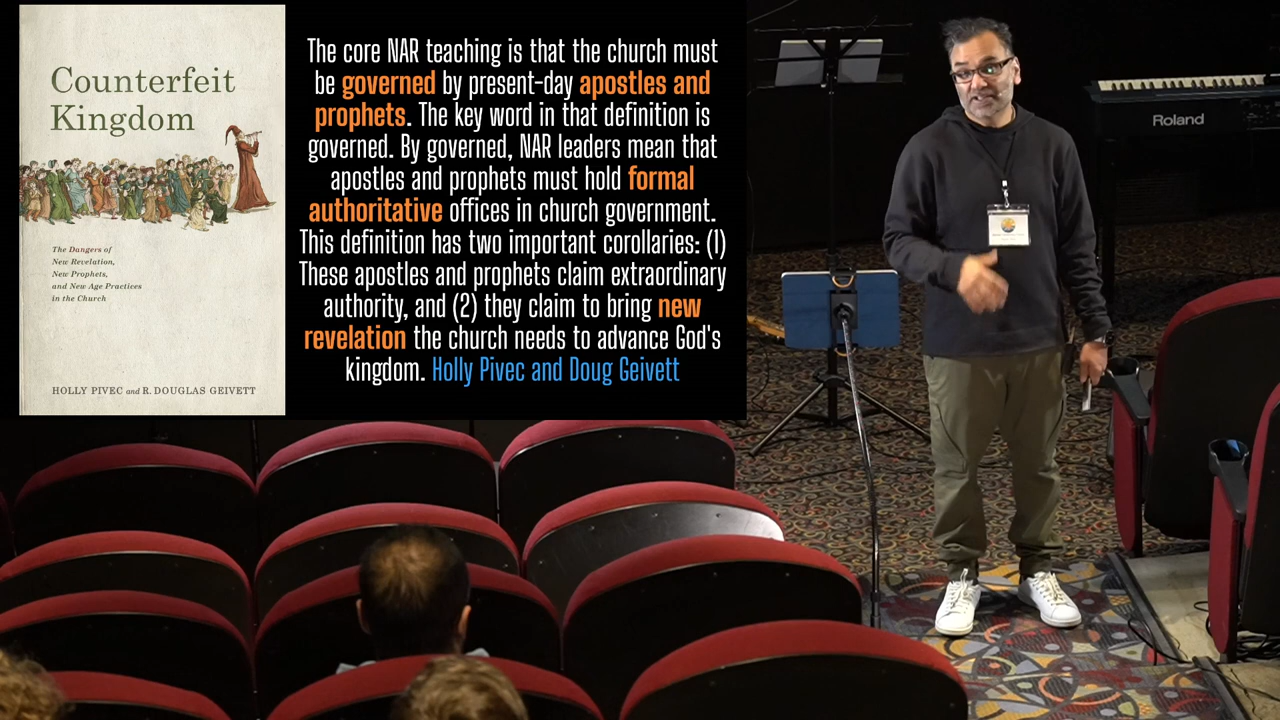 Counterfeit
Kingdom
The Dangers of
New Revelation,
New Prophets,
and New Age Practices
in the Church
HOLLY PIVEC and R. DOUGLAS GEIVETT
The core NAR teaching is that the church must
be governed by present-day apostles and
prophets. The key word in that definition is
governed. By governed, NAR leaders mean that
apostles and prophets must hold formal
authoritative offices in church government.
This definition has two important corollaries: (1)
These apostles and prophets claim extraordinary
authority, and (2) they claim to bring new
revelation the church needs to advance God's
kingdom. Holly Pivec and Doug Geivett
Roland